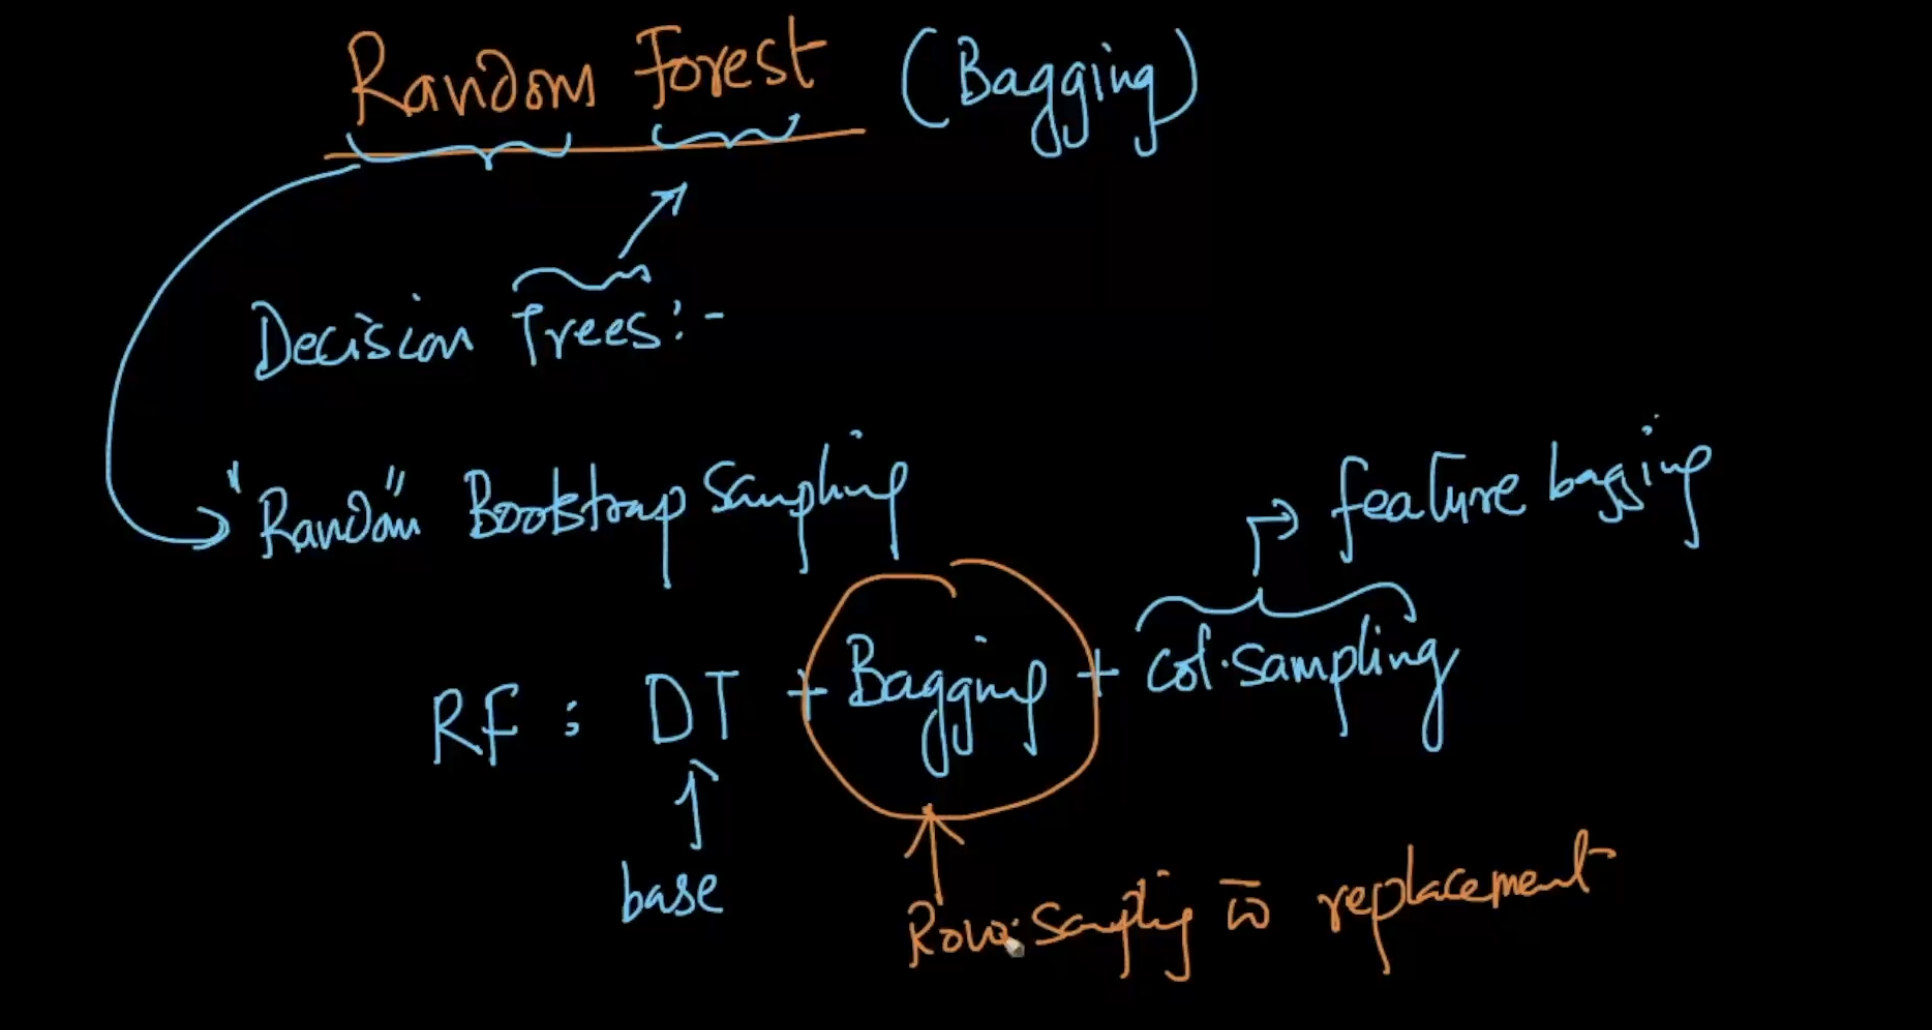 Random Forest (Bagging)
Decision Trees:-
"Random" Bootstrap Sampling
feature bagging
RF : DT + Bagging + col. sampling
base
Row. Sampling w̅ replacement